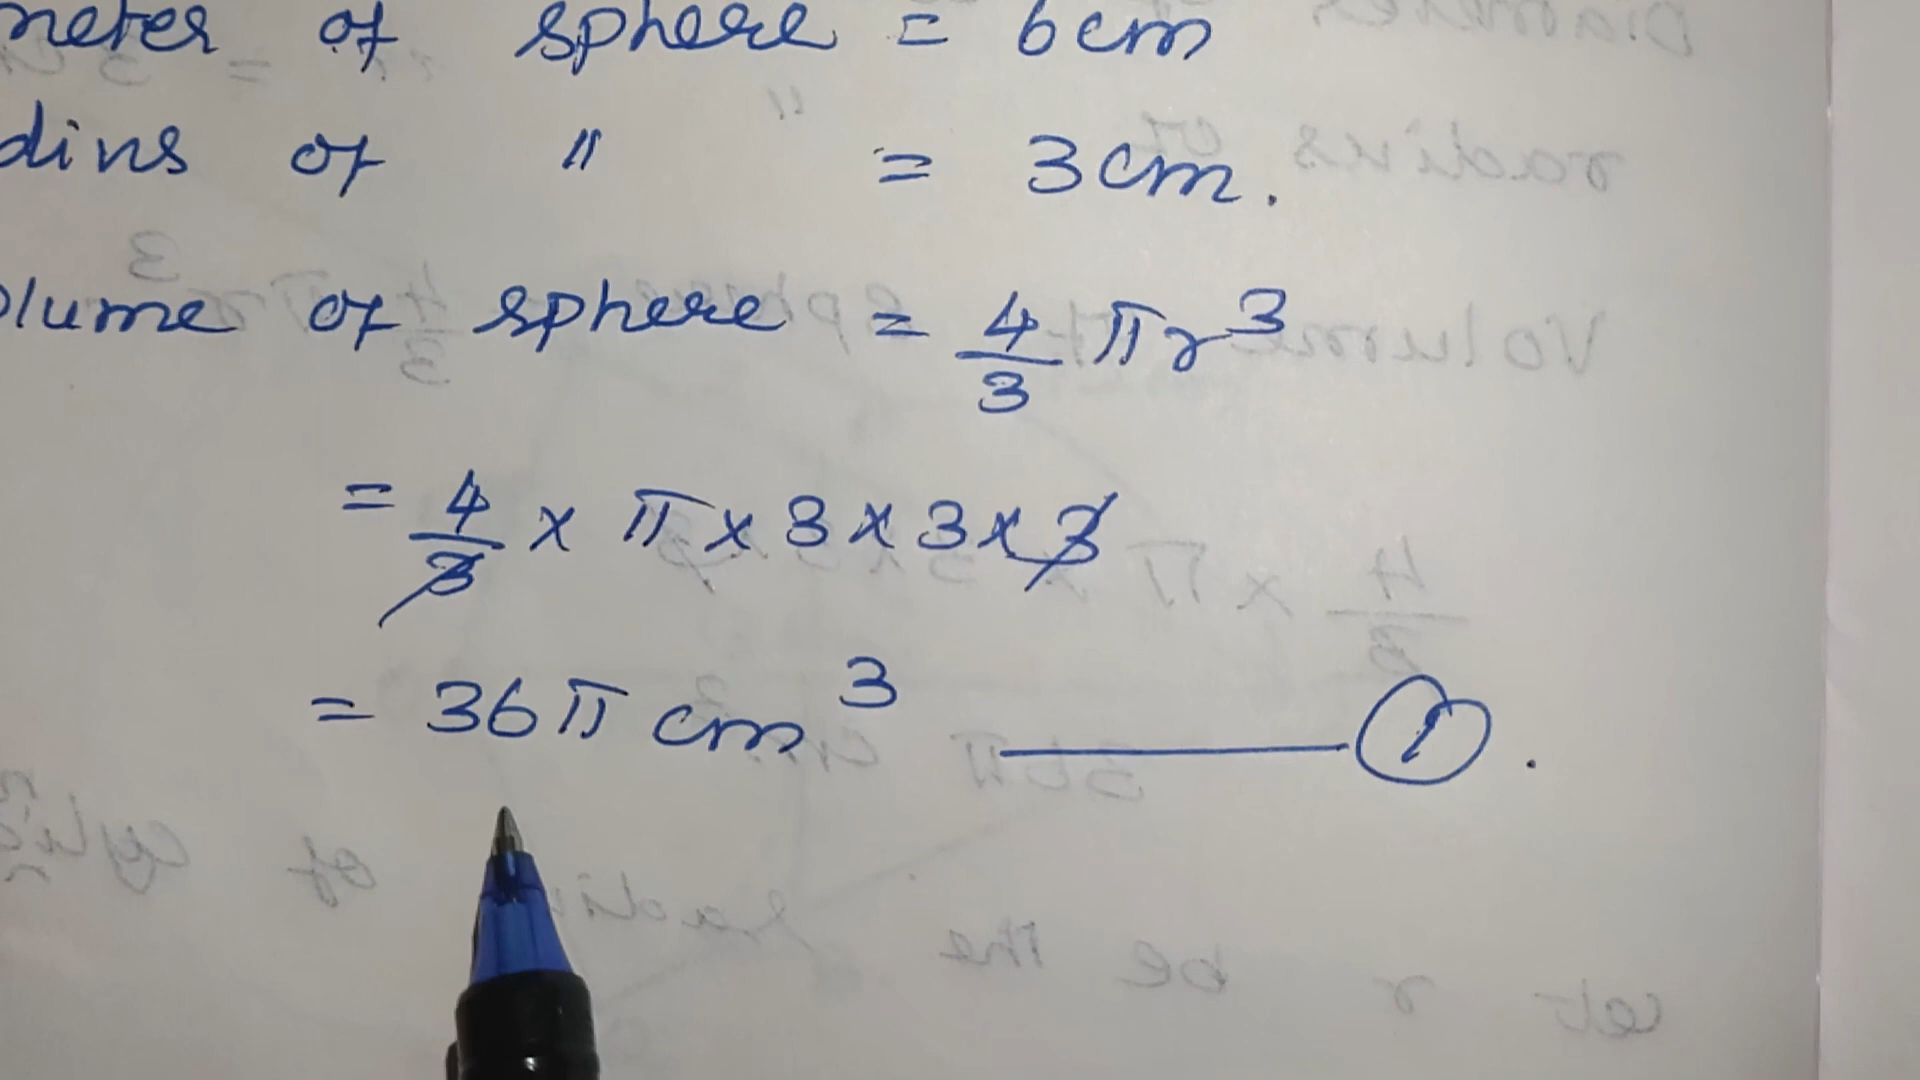 meter of sphere = 6cm
dius of " = 3cm.
olume of sphere = 4/3 πr³
= 4/3 × π × 3 × 3 × 3
= 36π cm³ ——— ①.